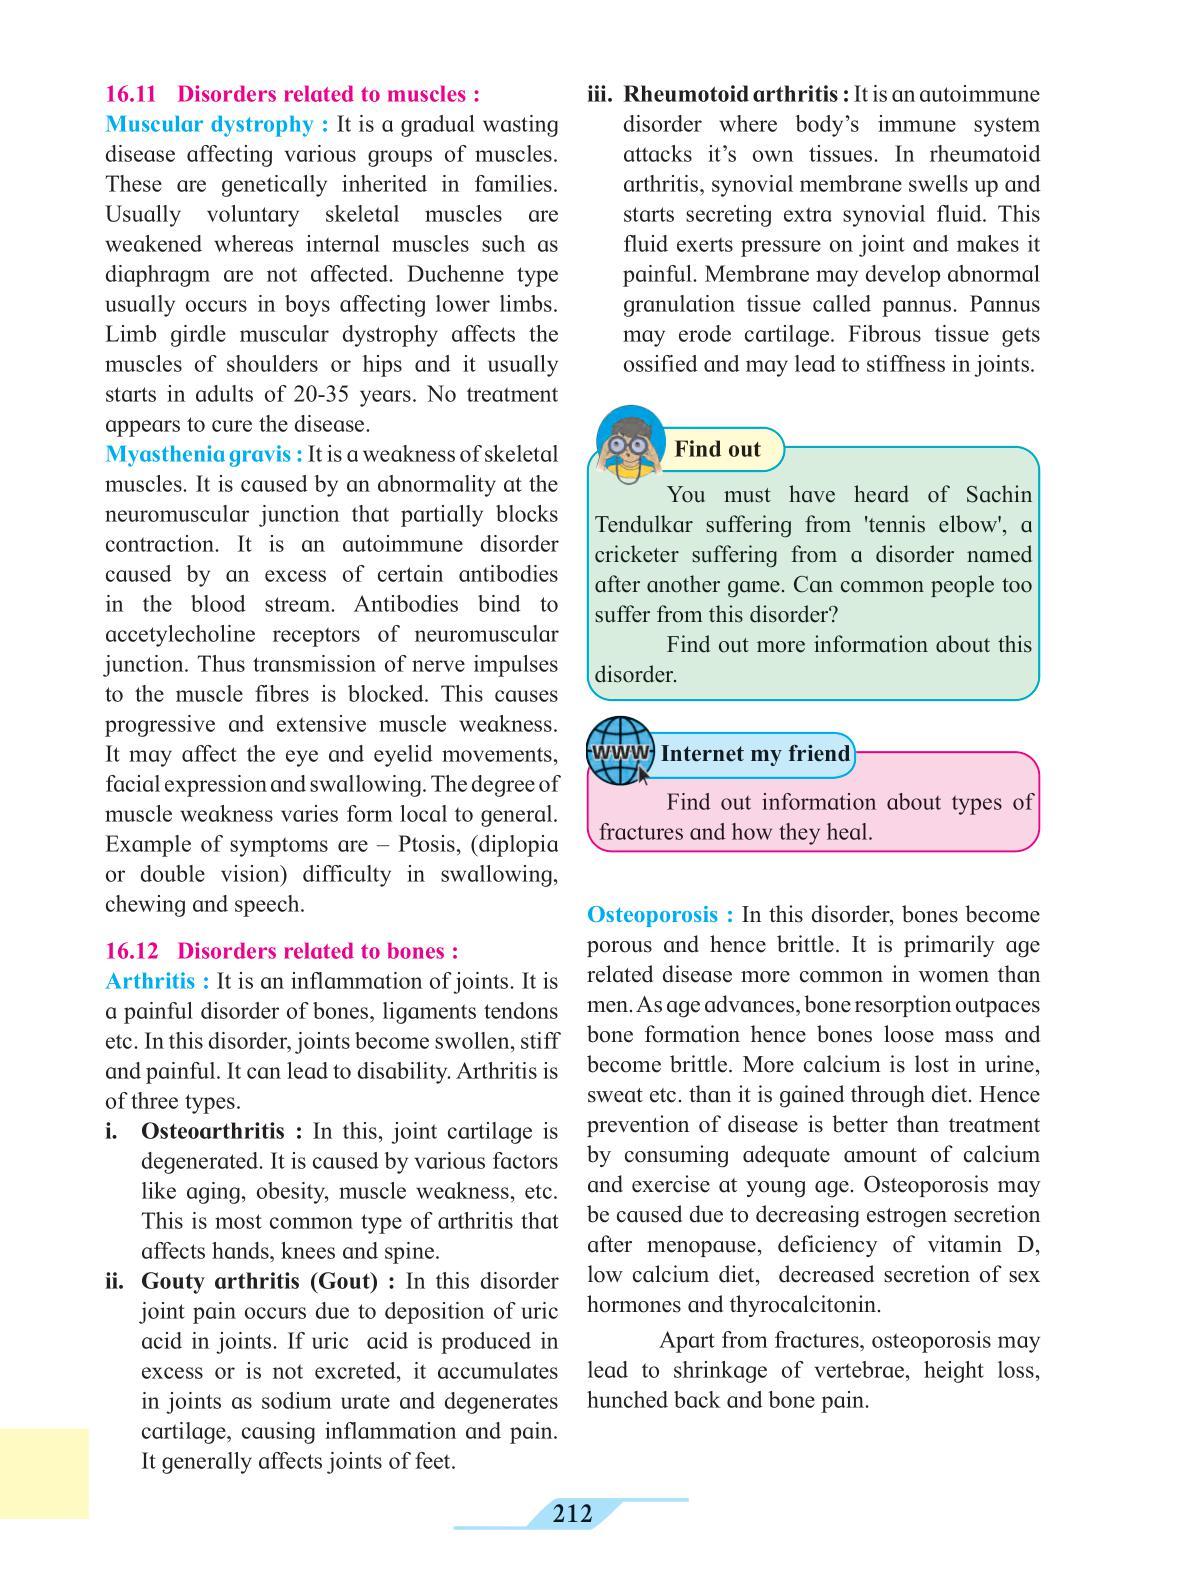 16.11 Disorders related to muscles :
Muscular dystrophy : It is a gradual wasting
disease affecting various groups of muscles.
These are genetically inherited in families.
Usually voluntary skeletal muscles are
weakened whereas internal muscles such as
diaphragm are not affected. Duchenne type
usually occurs in boys affecting lower limbs.
Limb girdle muscular dystrophy affects the
muscles of shoulders or hips and it usually
starts in adults of 20-35 years. No treatment
appears to cure the disease.
Myasthenia gravis : It is a weakness of skeletal
muscles. It is caused by an abnormality at the
neuromuscular junction that partially blocks
contraction. It is an autoimmune disorder
caused by an excess of certain antibodies
in the blood stream. Antibodies bind to
accetylecholine receptors of neuromuscular
junction. Thus transmission of nerve impulses
to the muscle fibres is blocked. This causes
progressive and extensive muscle weakness.
It may affect the eye and eyelid movements,
facial expression and swallowing. The degree of
muscle weakness varies form local to general.
Example of symptoms are – Ptosis, (diplopia
or double vision) difficulty in swallowing,
chewing and speech.
16.12 Disorders related to bones :
Arthritis : It is an inflammation of joints. It is
a painful disorder of bones, ligaments tendons
etc. In this disorder, joints become swollen, stiff
and painful. It can lead to disability. Arthritis is
of three types.
i. Osteoarthritis : In this, joint cartilage is
degenerated. It is caused by various factors
like aging, obesity, muscle weakness, etc.
This is most common type of arthritis that
affects hands, knees and spine.
ii. Gouty arthritis (Gout) : In this disorder
joint pain occurs due to deposition of uric
acid in joints. If uric acid is produced in
excess or is not excreted, it accumulates
in joints as sodium urate and degenerates
cartilage, causing inflammation and pain.
It generally affects joints of feet.
iii. Rheumotoid arthritis : It is an autoimmune
disorder where body’s immune system
attacks it’s own tissues. In rheumatoid
arthritis, synovial membrane swells up and
starts secreting extra synovial fluid. This
fluid exerts pressure on joint and makes it
painful. Membrane may develop abnormal
granulation tissue called pannus. Pannus
may erode cartilage. Fibrous tissue gets
ossified and may lead to stiffness in joints.
Find out
You must have heard of Sachin
Tendulkar suffering from 'tennis elbow', a
cricketer suffering from a disorder named
after another game. Can common people too
suffer from this disorder?
Find out more information about this
disorder.
www
Internet my friend
Find out information about types of
fractures and how they heal.
Osteoporosis : In this disorder, bones become
porous and hence brittle. It is primarily age
related disease more common in women than
men. As age advances, bone resorption outpaces
bone formation hence bones loose mass and
become brittle. More calcium is lost in urine,
sweat etc. than it is gained through diet. Hence
prevention of disease is better than treatment
by consuming adequate amount of calcium
and exercise at young age. Osteoporosis may
be caused due to decreasing estrogen secretion
after menopause, deficiency of vitamin D,
low calcium diet, decreased secretion of sex
hormones and thyrocalcitonin.
Apart from fractures, osteoporosis may
lead to shrinkage of vertebrae, height loss,
hunched back and bone pain.
212